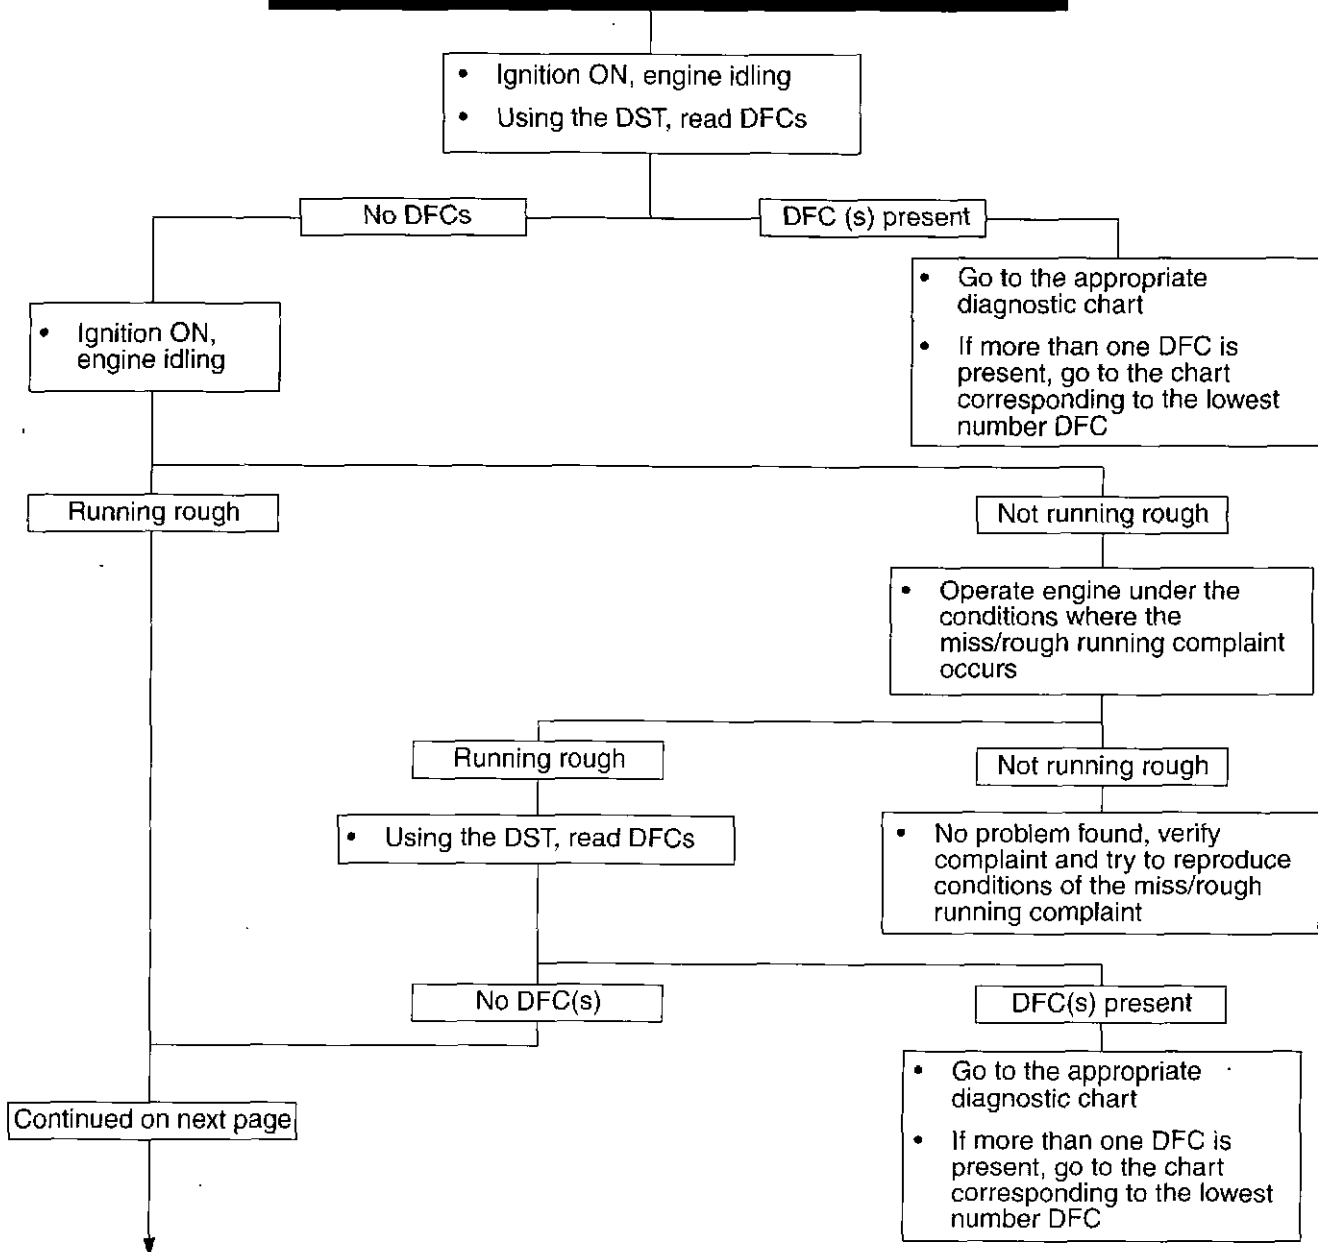 • Ignition ON, engine idling
• Using the DST, read DFCs
No DFCs
DFC (s) present
• Ignition ON,
engine idling
• Go to the appropriate
diagnostic chart
• If more than one DFC is
present, go to the chart
corresponding to the lowest
number DFC
Running rough
Not running rough
• Operate engine under the
conditions where the
miss/rough running complaint
occurs
Running rough
Not running rough
• Using the DST, read DFCs
• No problem found, verify
complaint and try to reproduce
conditions of the miss/rough
running complaint
No DFC(s)
DFC(s) present
• Go to the appropriate
diagnostic chart
• If more than one DFC is
present, go to the chart
corresponding to the lowest
number DFC
Continued on next page